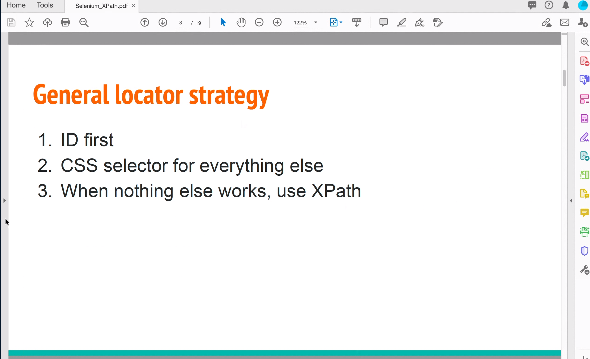 Home Tools Selenium_XPath.pdf ×
/ 9
General locator strategy
1. ID first
2. CSS selector for everything else
3. When nothing else works, use XPath